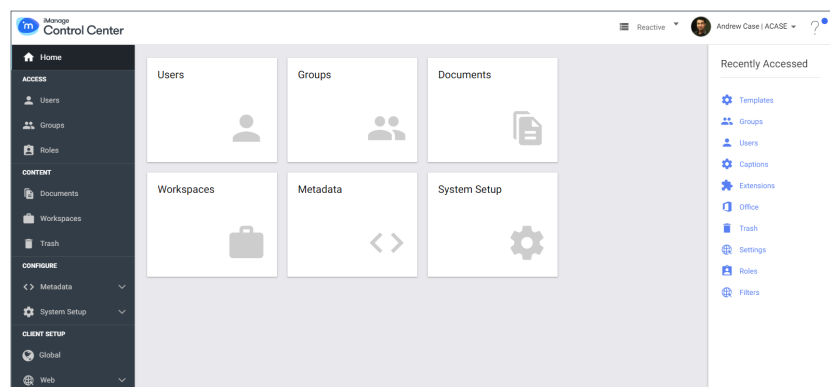 iManage
Control Center
Reactive
Andrew Case | ACASE
?
Home
ACCESS
Users
Groups
Roles
CONTENT
Documents
Workspaces
Trash
CONFIGURE
Metadata
System Setup
CLIENT SETUP
Global
Web
Users
Groups
Documents
Workspaces
Metadata
System Setup
Recently Accessed
Templates
Groups
Users
Captions
Extensions
Office
Trash
Settings
Roles
Filters